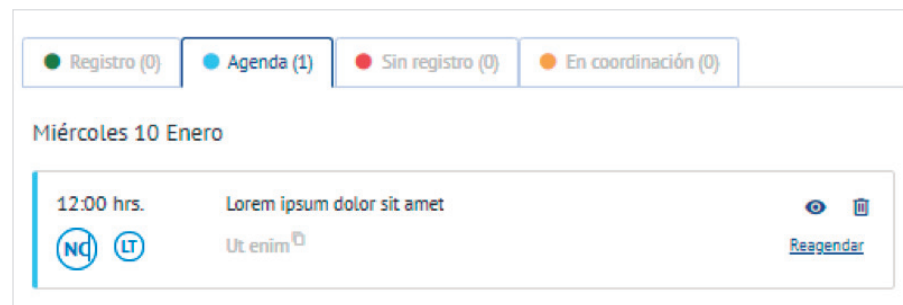 Registro (0) Agenda (1) Sin registro (0) En coordinación (0)
Miércoles 10 Enero
12:00 hrs. Lorem ipsum dolor sit amet
NC LT Ut enim Reagendar